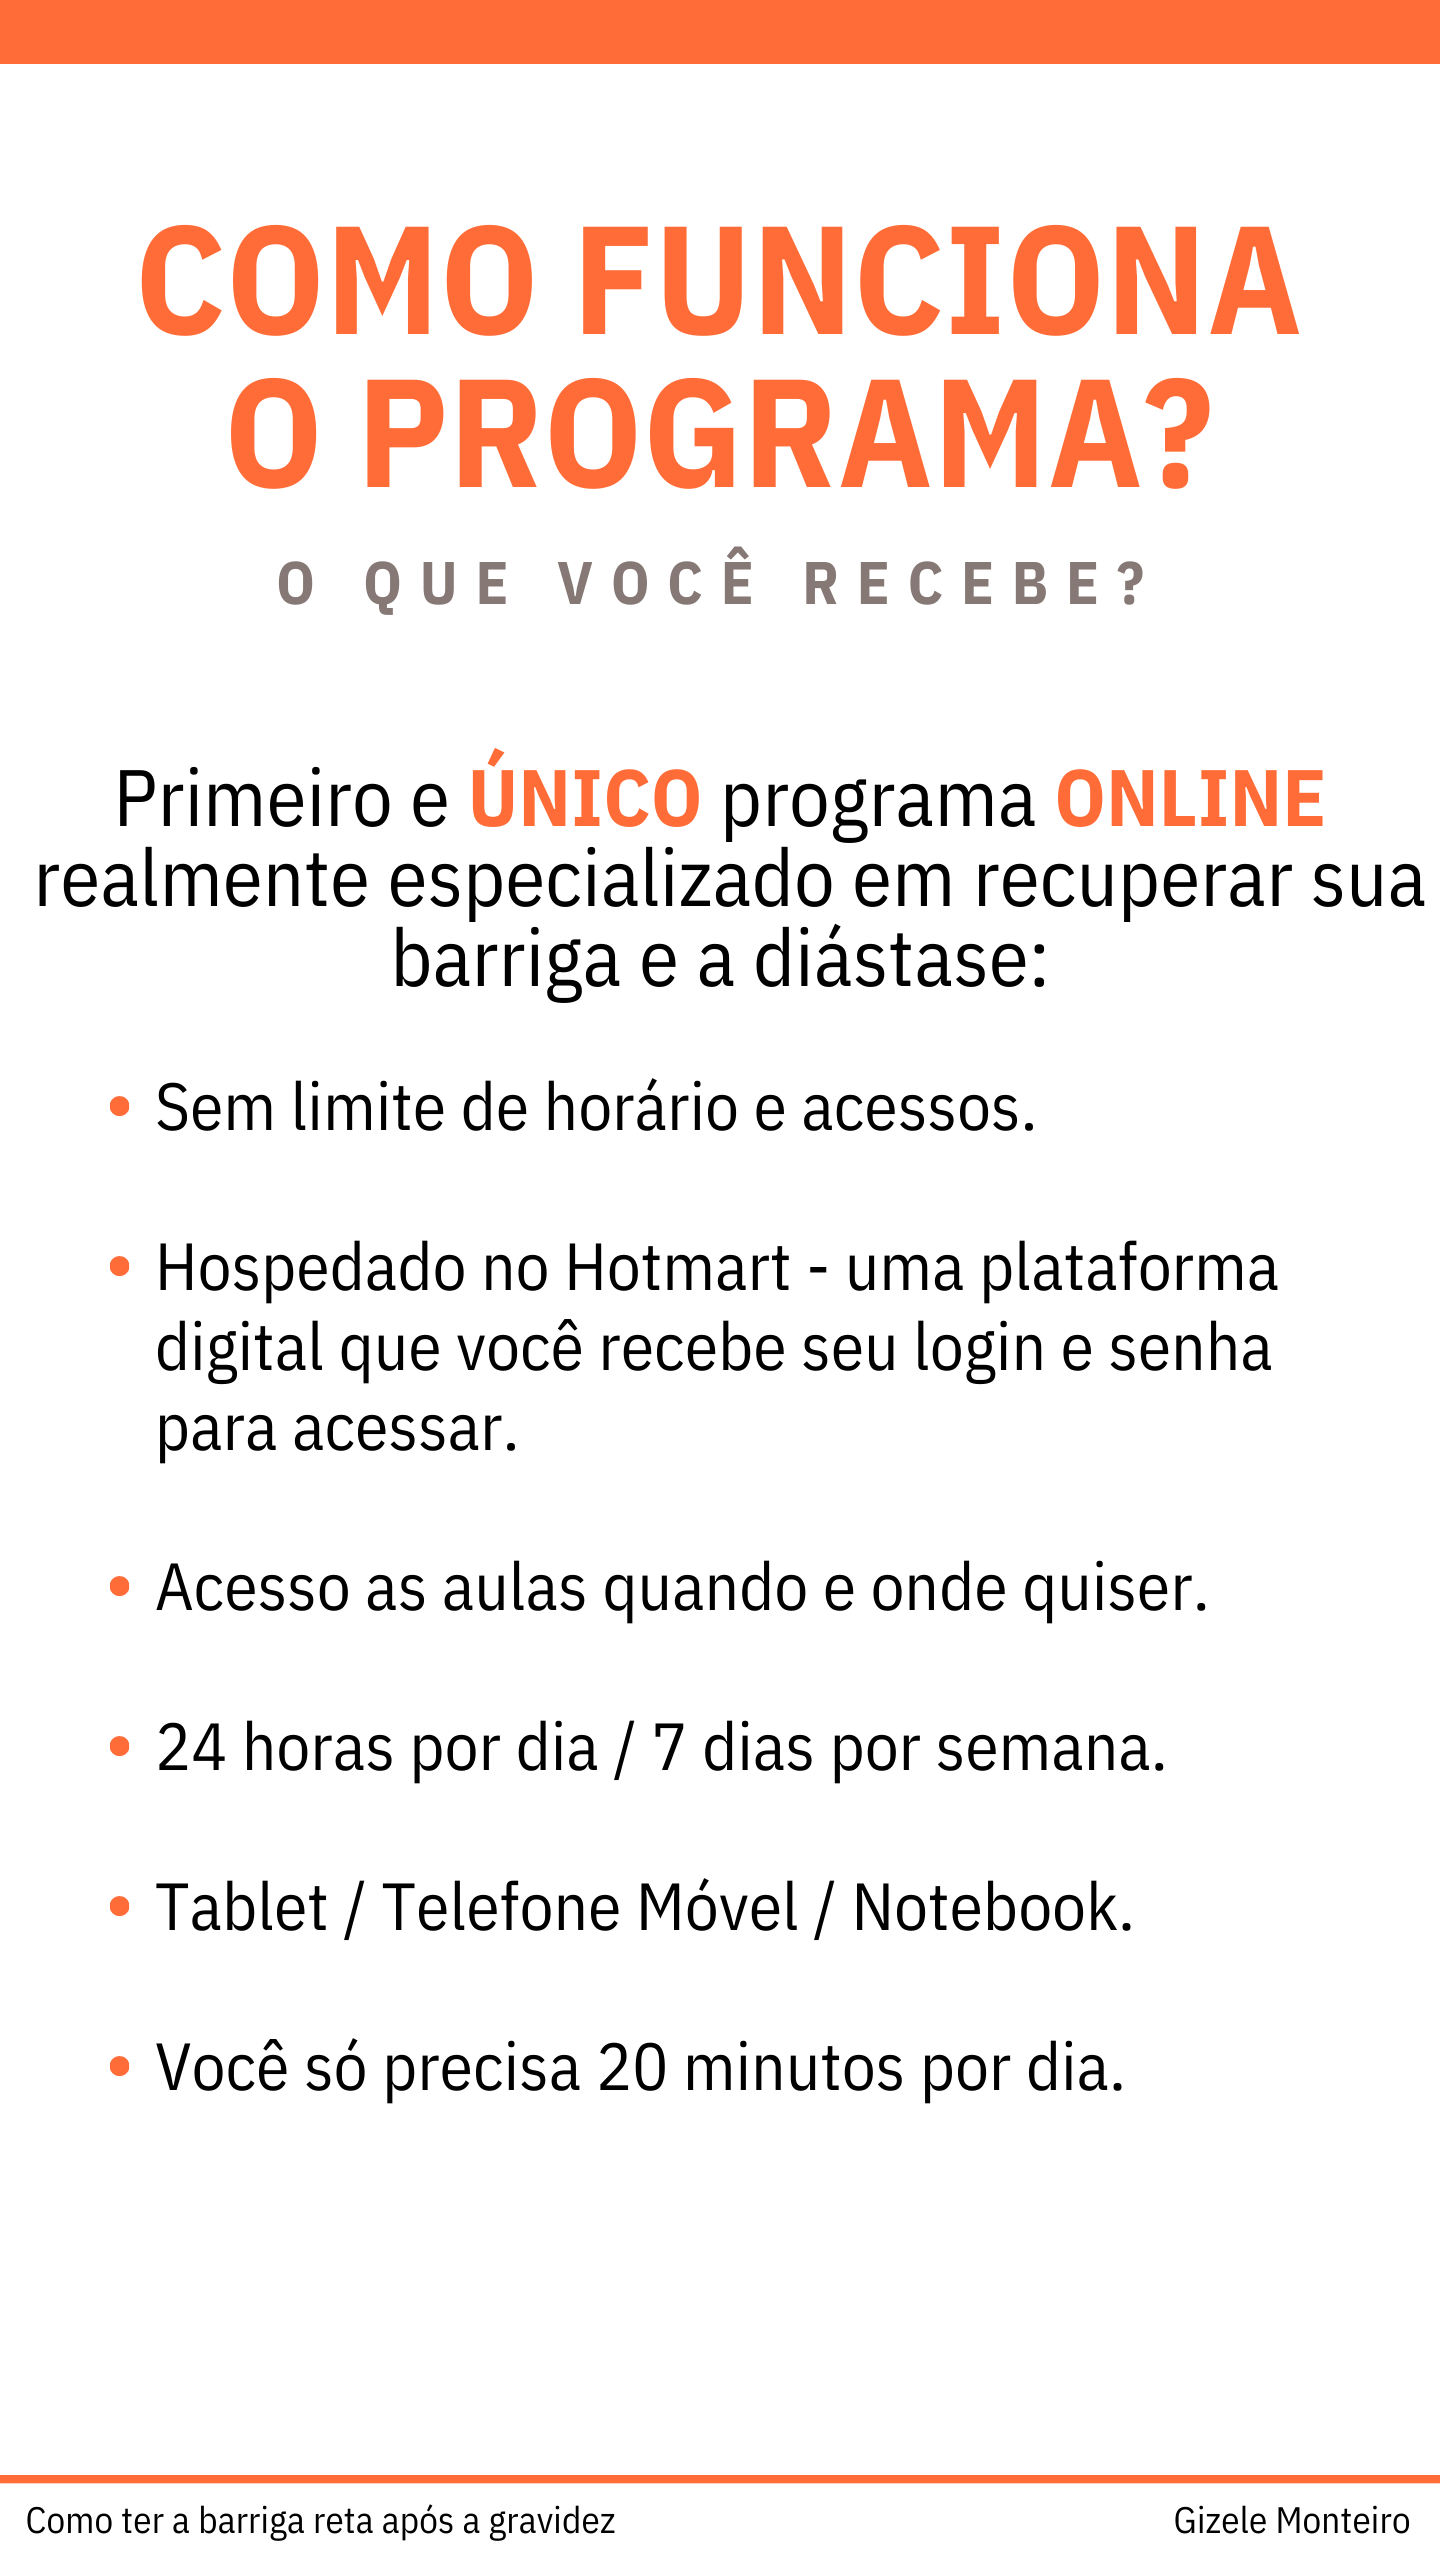 COMO FUNCIONA
O PROGRAMA?
O QUE VOCÊ RECEBE?
Primeiro e ÚNICO programa ONLINE
realmente especializado em recuperar sua
barriga e a diástase:
• Sem limite de horário e acessos.
• Hospedado no Hotmart - uma plataforma
digital que você recebe seu login e senha
para acessar.
• Acesso as aulas quando e onde quiser.
• 24 horas por dia / 7 dias por semana.
• Tablet / Telefone Móvel / Notebook.
• Você só precisa 20 minutos por dia.
Como ter a barriga reta após a gravidez
Gizele Monteiro